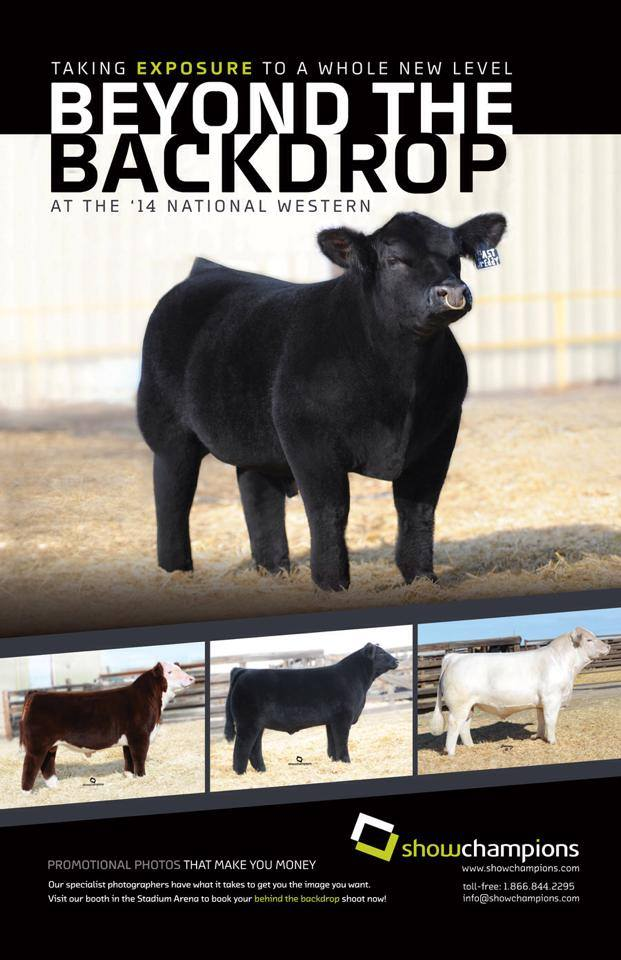 TAKING EXPOSURE TO A WHOLE NEW LEVEL
BEYOND THE
BACKDROP
AT THE ‘14 NATIONAL WESTERN
showchampions
www.showchampions.com
toll-free: 1.866.844.2295
info@showchampions.com
PROMOTIONAL PHOTOS THAT MAKE YOU MONEY
Our specialist photographers have what it takes to get you the image you want.
Visit our booth in the Stadium Arena to book your behind the backdrop shoot now!